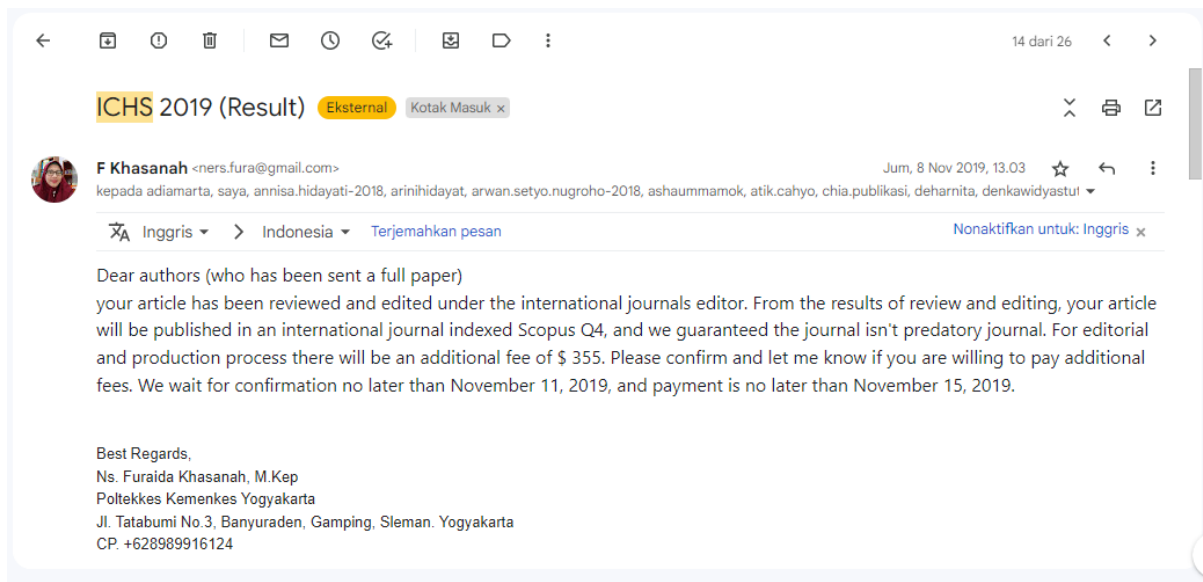 14 dari 26
ICHS 2019 (Result) Eksternal Kotak Masuk ×
F Khasanah <ners.fura@gmail.com> Jum, 8 Nov 2019, 13.03
kepada adiamarta, saya, annisa.hidayati-2018, arinihidayat, arwan.setyo.nugroho-2018, ashaummamok, atik.cahyo, chia.publikasi, deharnita, denkawidyastut
Inggris > Indonesia Terjemahkan pesan Nonaktifkan untuk: Inggris ×
Dear authors (who has been sent a full paper)
your article has been reviewed and edited under the international journals editor. From the results of review and editing, your article
will be published in an international journal indexed Scopus Q4, and we guaranteed the journal isn't predatory journal. For editorial
and production process there will be an additional fee of $ 355. Please confirm and let me know if you are willing to pay additional
fees. We wait for confirmation no later than November 11, 2019, and payment is no later than November 15, 2019.
Best Regards,
Ns. Furaida Khasanah, M.Kep
Poltekkes Kemenkes Yogyakarta
Jl. Tatabumi No.3, Banyuraden, Gamping, Sleman. Yogyakarta
CP. +628989916124